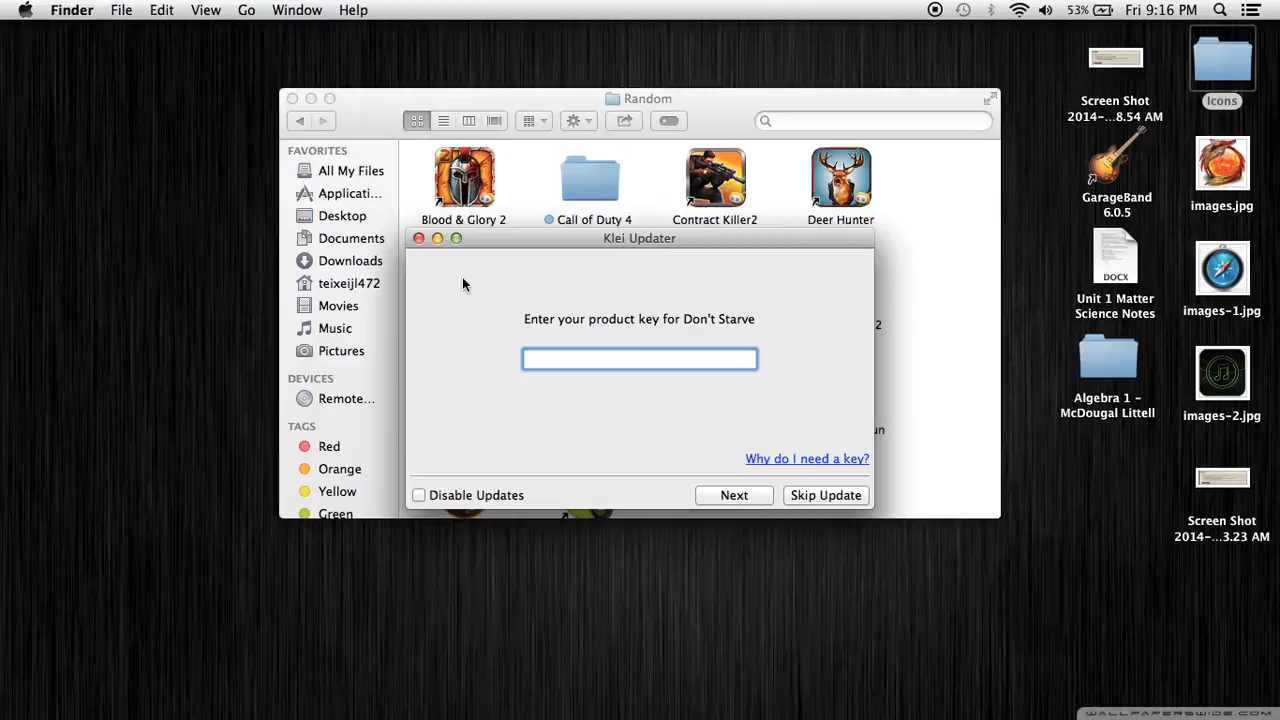 Finder File Edit View Go Window Help
53% Fri 9:16 PM
Random
FAVORITES
All My Files
Applicati...
Desktop
Documents
Downloads
teixeijl472
Movies
Music
Pictures
DEVICES
Remote...
TAGS
Red
Orange
Yellow
Green
Blood & Glory 2
Call of Duty 4
Contract Killer2
Deer Hunter
2
un
Klei Updater
Enter your product key for Don't Starve
Why do I need a key?
Disable Updates
Next
Skip Update
Screen Shot
2014-...8.54 AM
GarageBand
6.0.5
DOCX
Unit 1 Matter
Science Notes
Algebra 1 -
McDougal Littell
Icons
images.jpg
images-1.jpg
images-2.jpg
Screen Shot
2014-...3.23 AM
WALLPAPERSWIDE.COM